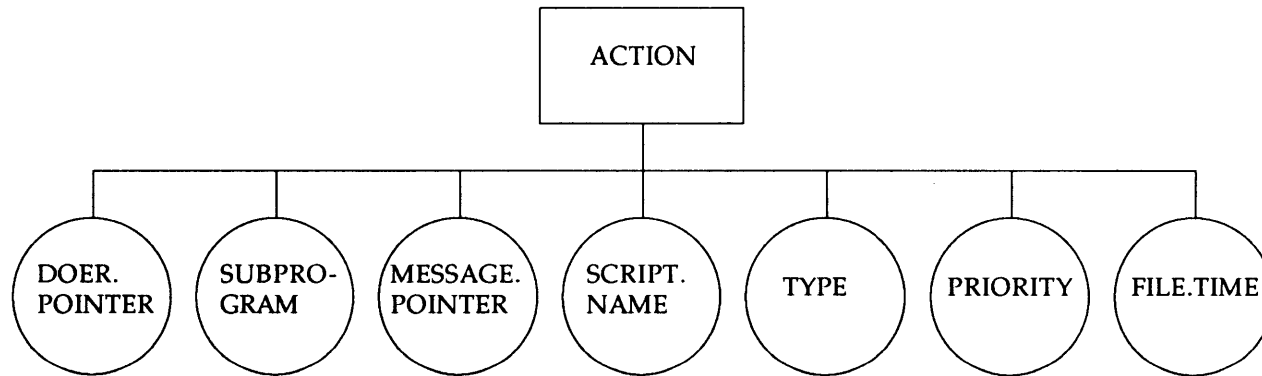 ACTION
DOER.
POINTER
SUBPRO-
GRAM
MESSAGE.
POINTER
SCRIPT.
NAME
TYPE
PRIORITY
FILE.TIME